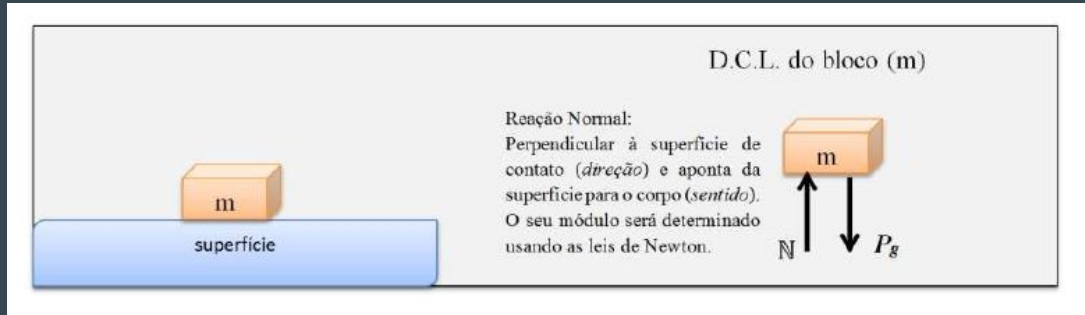 D.C.L. do bloco (m)
Reação Normal:
Perpendicular à superfície de
contato (direção) e aponta da
superfície para o corpo (sentido).
O seu módulo será determinado
usando as leis de Newton.
m
superfície
m
ℕ
Pg